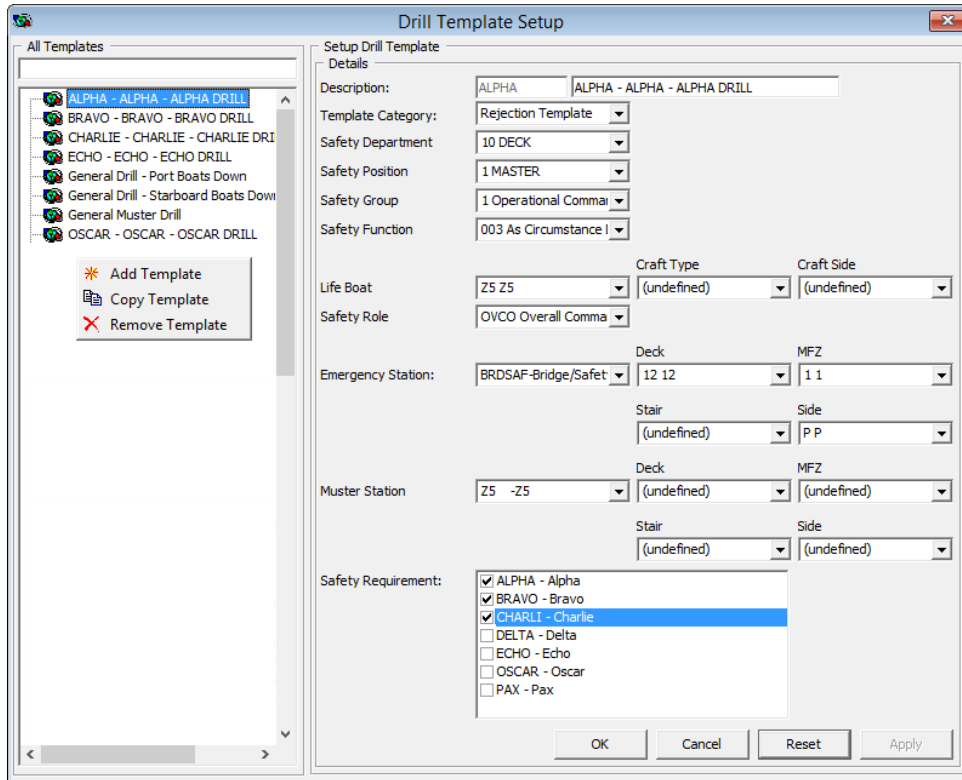 Drill Template Setup
All Templates
ALPHA - ALPHA - ALPHA DRILL
BRAVO - BRAVO - BRAVO DRILL
CHARLIE - CHARLIE - CHARLIE DRI
ECHO - ECHO - ECHO DRILL
General Drill - Port Boats Down
General Drill - Starboard Boats Dow
General Muster Drill
OSCAR - OSCAR - OSCAR DRILL
Add Template
Copy Template
Remove Template
Setup Drill Template
Details
Description: ALPHA ALPHA - ALPHA - ALPHA DRILL
Template Category: Rejection Template
Safety Department 10 DECK
Safety Position 1 MASTER
Safety Group 1 Operational Comma
Safety Function 003 As Circumstance
Craft Type Craft Side
Life Boat Z5 Z5 (undefined) (undefined)
Safety Role OVCO Overall Comma
Deck MFZ
Emergency Station: BRDSAF-Bridge/Safet 12 12 1 1
Stair Side
(undefined) P P
Deck MFZ
Muster Station Z5 -Z5 (undefined) (undefined)
Stair Side
(undefined) (undefined)
Safety Requirement: ALPHA - Alpha
BRAVO - Bravo
CHARLI - Charlie
DELTA - Delta
ECHO - Echo
OSCAR - Oscar
PAX - Pax
OK Cancel Reset Apply